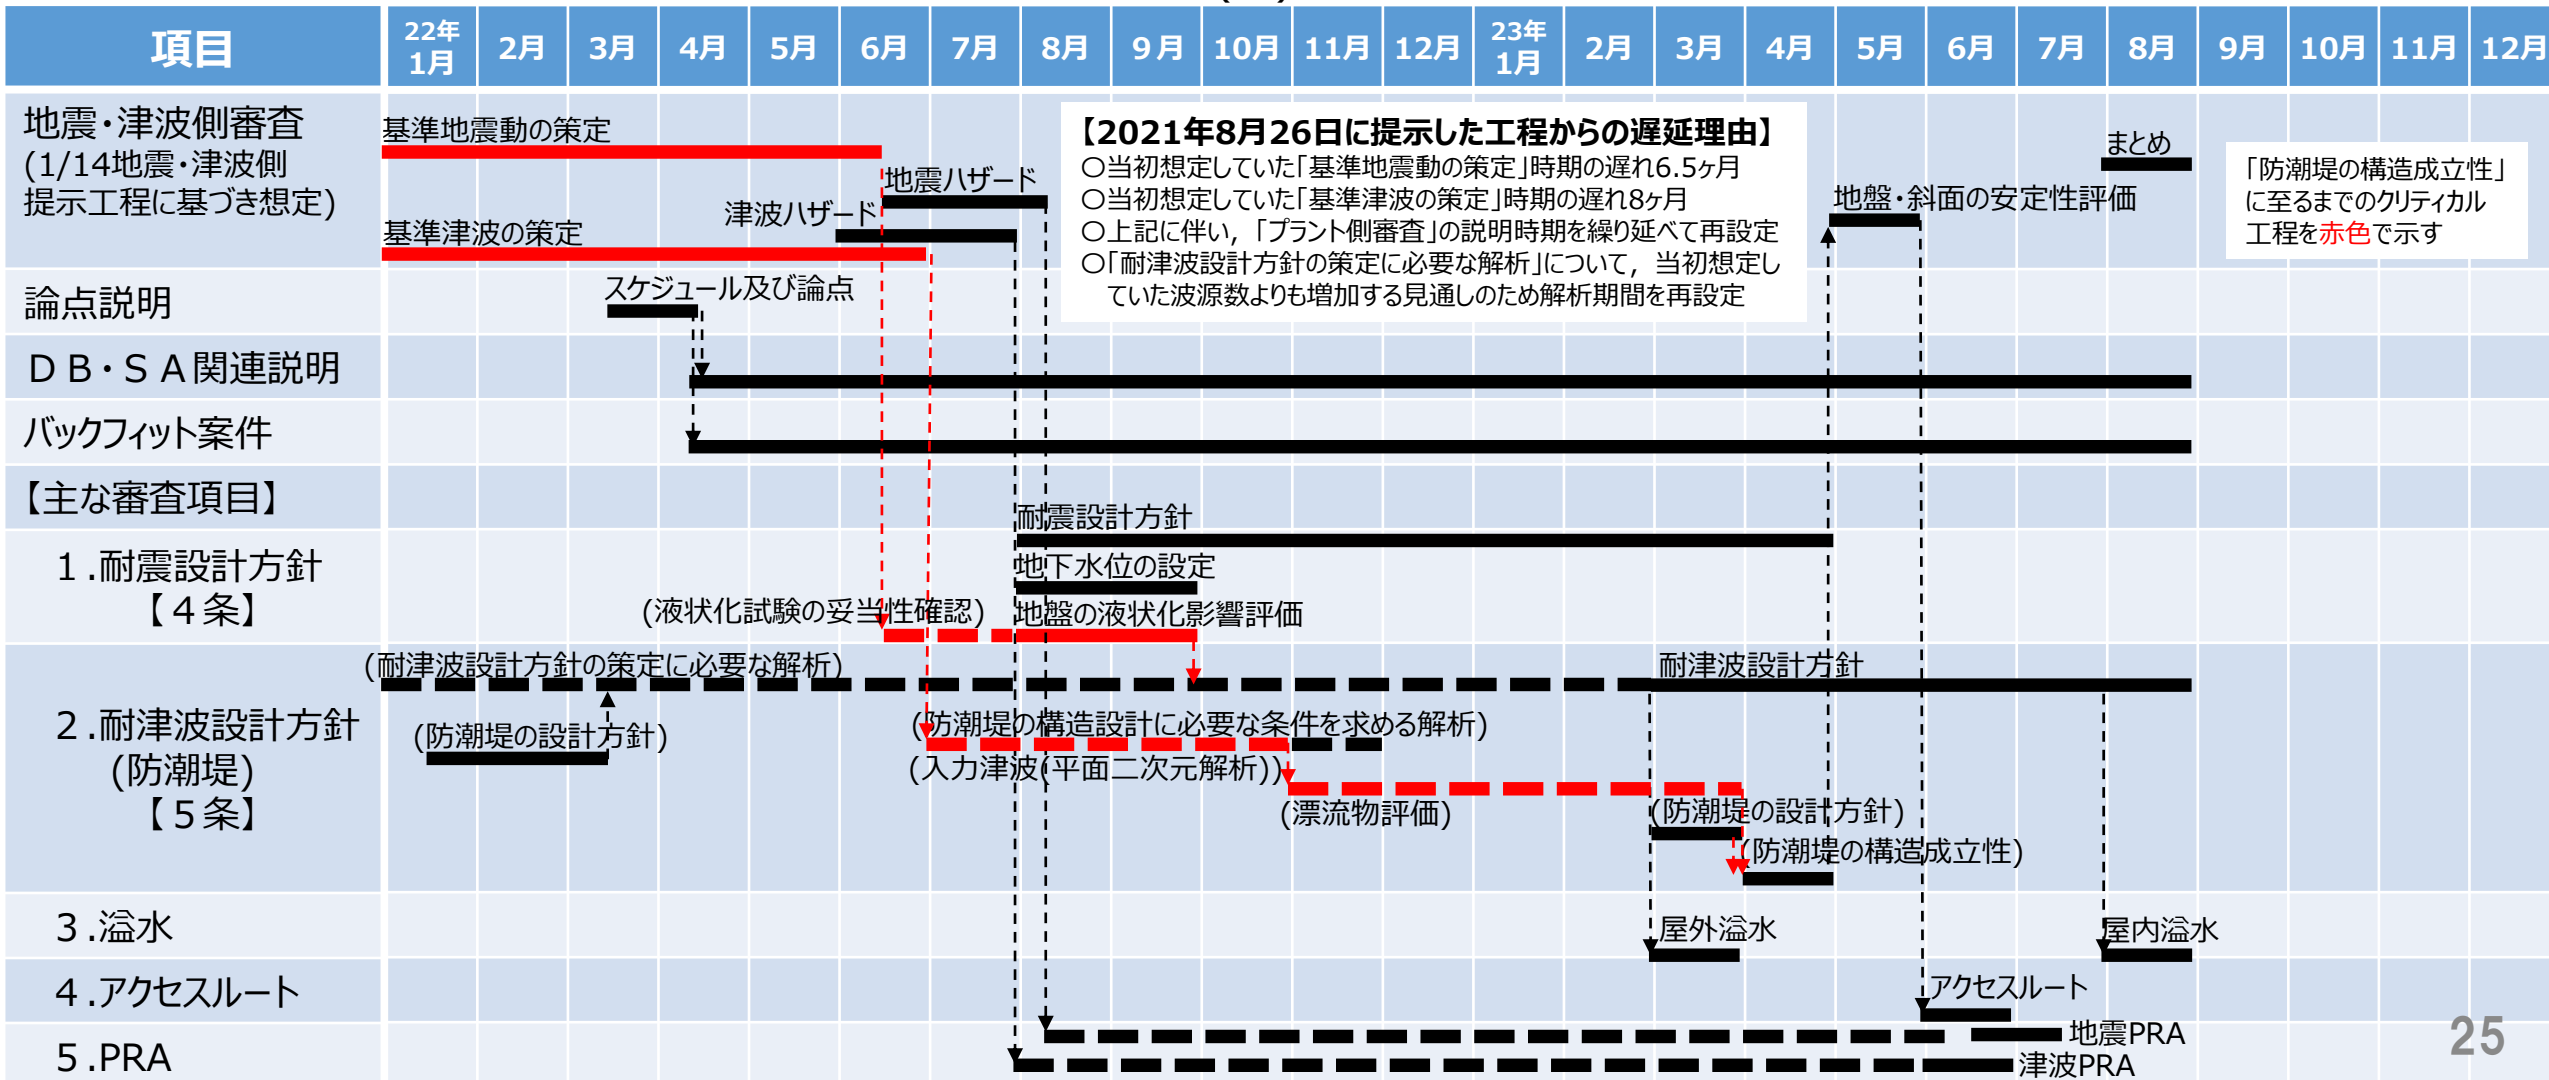 項目
22年
1月
2月
3月
4月
5月
6月
7月
8月
9月
10月
11月
12月
23年
1月
2月
3月
4月
5月
6月
7月
8月
9月
10月
11月
12月
地震・津波側審査
(1/14地震・津波側
提示工程に基づき想定)
基準地震動の策定
地震ハザード
津波ハザード
基準津波の策定
【2021年8月26日に提示した工程からの遅延理由】
○当初想定していた「基準地震動の策定」時期の遅れ6.5ヶ月
○当初想定していた「基準津波の策定」時期の遅れ8ヶ月
○上記に伴い，「プラント側審査」の説明時期を繰り延べて再設定
○「耐津波設計方針の策定に必要な解析」について，当初想定し
ていた波源数よりも増加する見通しのため解析期間を再設定
地盤・斜面の安定性評価
まとめ
「防潮堤の構造成立性」
に至るまでのクリティカル
工程を赤色で示す
論点説明
スケジュール及び論点
ＤＢ・ＳＡ関連説明
バックフィット案件
【主な審査項目】
１.耐震設計方針
【４条】
耐震設計方針
地下水位の設定
(液状化試験の妥当性確認)
地盤の液状化影響評価
２.耐津波設計方針
(防潮堤)
【５条】
(耐津波設計方針の策定に必要な解析)
耐津波設計方針
(防潮堤の設計方針)
(防潮堤の構造設計に必要な条件を求める解析)
(入力津波(平面二次元解析))
(漂流物評価)
(防潮堤の設計方針)
(防潮堤の構造成立性)
３.溢水
屋外溢水
屋内溢水
４.アクセスルート
アクセスルート
５.PRA
地震PRA
津波PRA
25